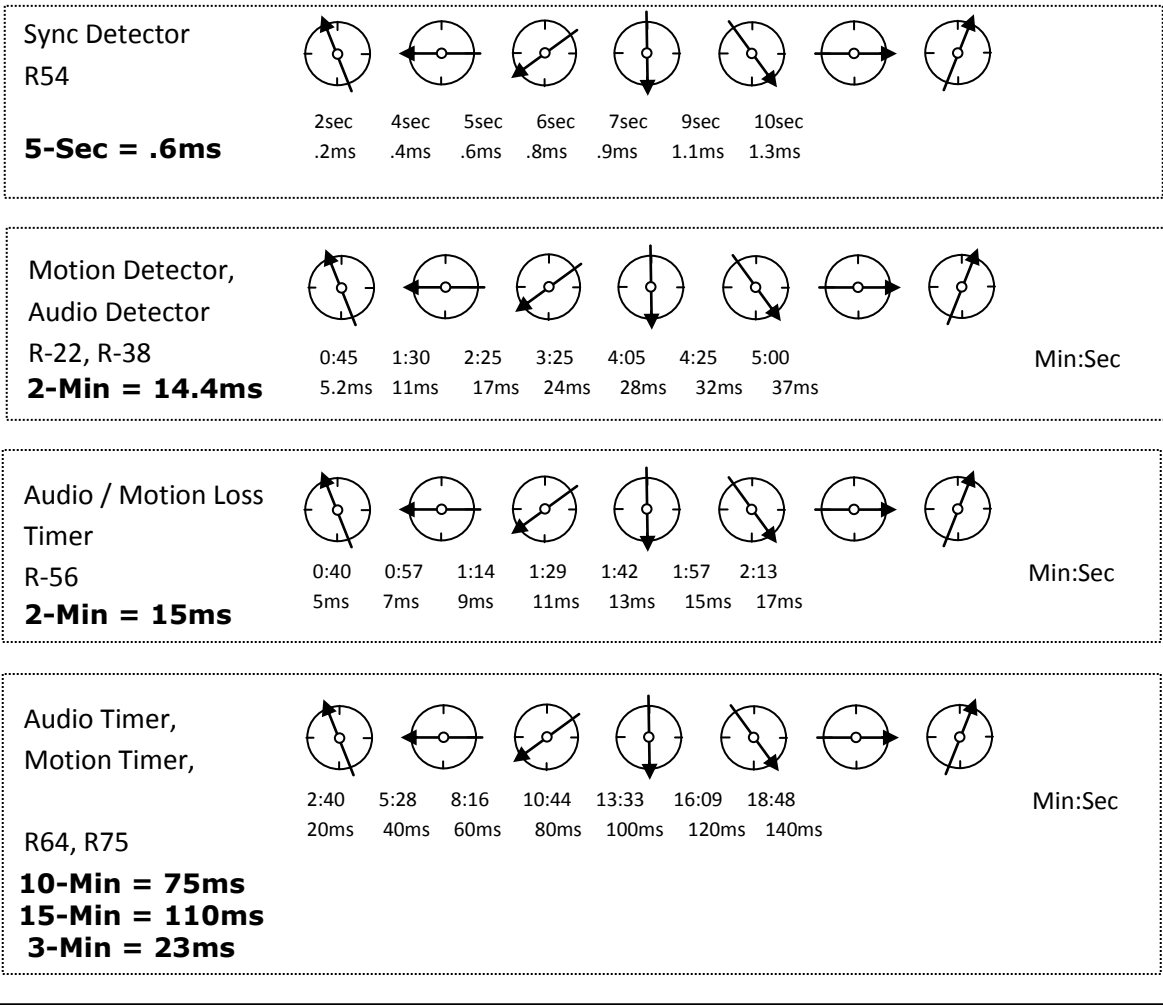 Sync Detector
R54
2sec 4sec 5sec 6sec 7sec 9sec 10sec
5-Sec = .6ms .2ms .4ms .6ms .8ms .9ms 1.1ms 1.3ms
Motion Detector,
Audio Detector
R-22, R-38 0:45 1:30 2:25 3:25 4:05 4:25 5:00 Min:Sec
2-Min = 14.4ms 5.2ms 11ms 17ms 24ms 28ms 32ms 37ms
Audio / Motion Loss
Timer
R-56 0:40 0:57 1:14 1:29 1:42 1:57 2:13 Min:Sec
2-Min = 15ms 5ms 7ms 9ms 11ms 13ms 15ms 17ms
Audio Timer,
Motion Timer,
2:40 5:28 8:16 10:44 13:33 16:09 18:48 Min:Sec
R64, R75 20ms 40ms 60ms 80ms 100ms 120ms 140ms
10-Min = 75ms
15-Min = 110ms
3-Min = 23ms